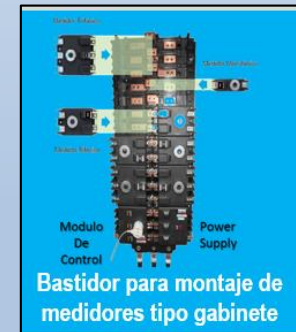 Modulo
De
Control
Power
Supply
Bastidor para montaje de
medidores tipo gabinete